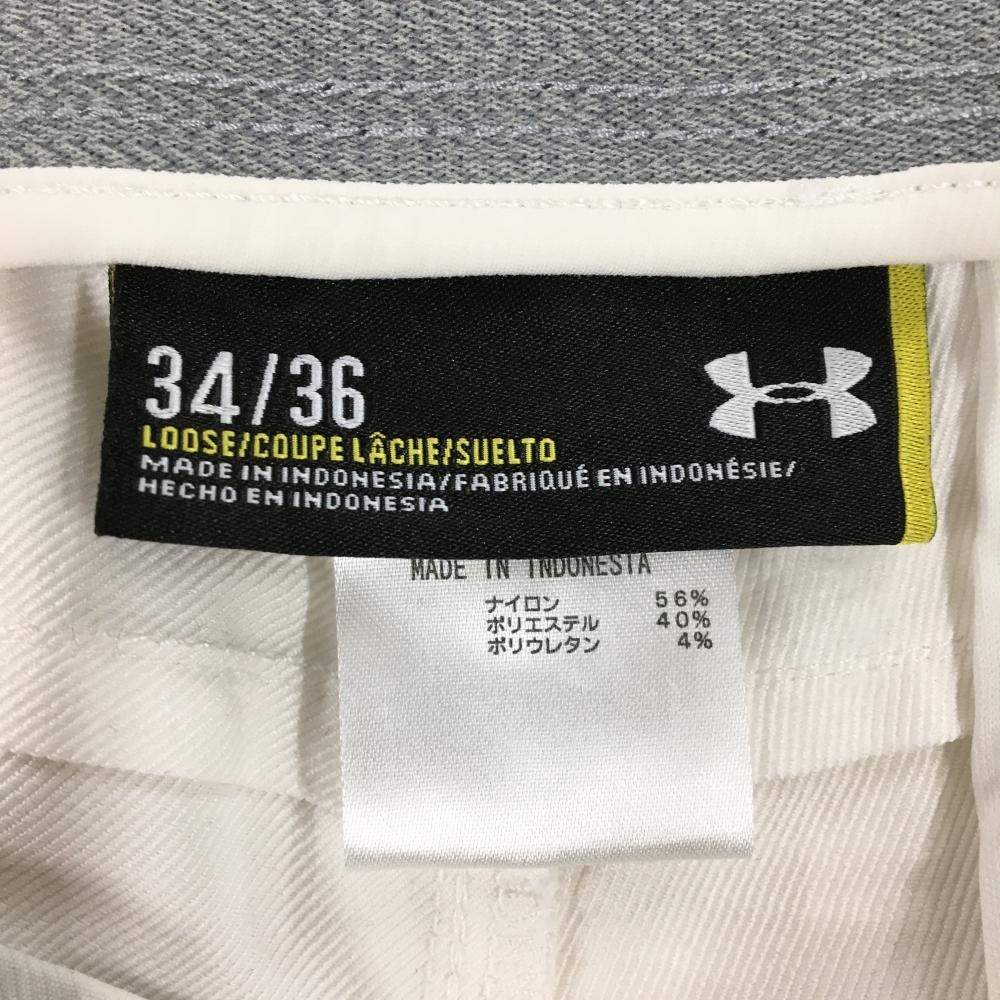 34/36
LOOSE/COUPE LÂCHE/SUELTO
MADE IN INDONESIA/FABRIQUÉ EN INDONÉSIE/
HECHO EN INDONESIA
MADE IN INDONESIA
ナイロン 56%
ポリエステル 40%
ポリウレタン 4%